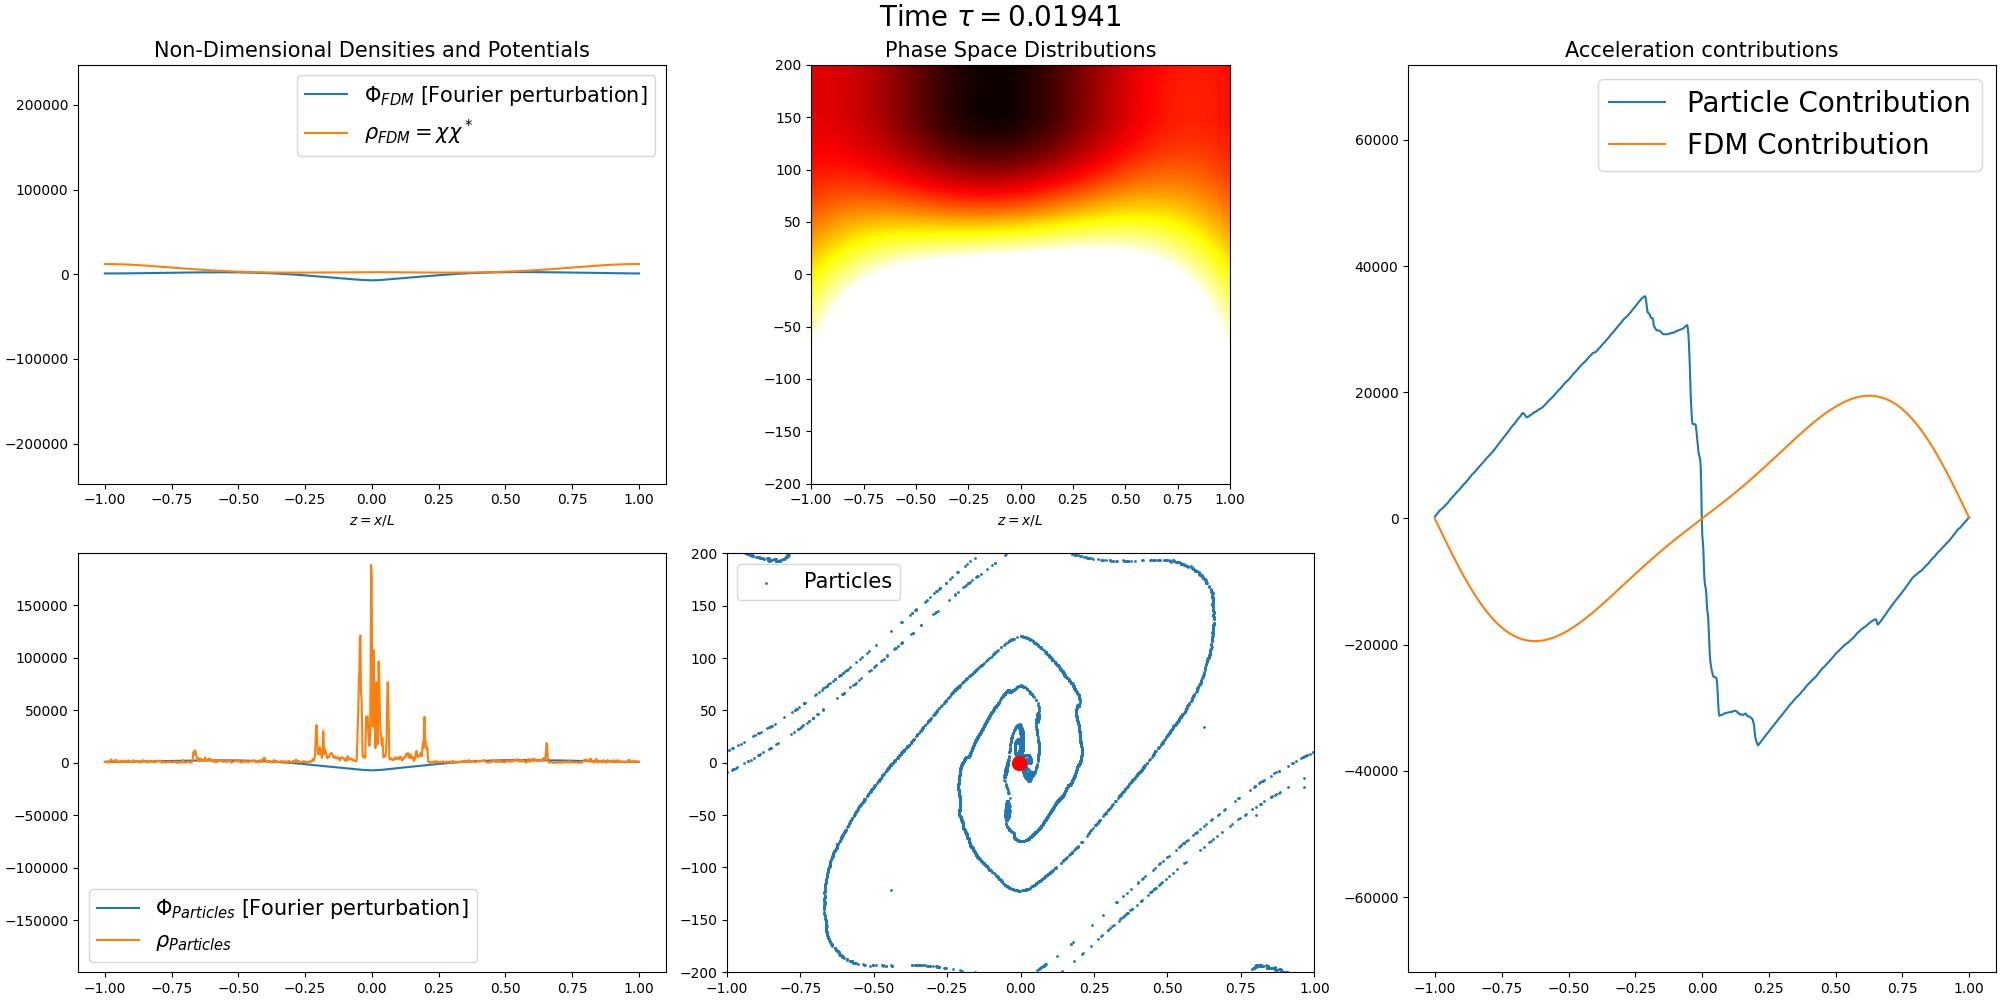 Time τ = 0.01941
Non-Dimensional Densities and Potentials
Φ_FDM [Fourier perturbation]
ρ_FDM = χχ*
200000
100000
0
−100000
−200000
−1.00 −0.75 −0.50 −0.25 0.00 0.25 0.50 0.75 1.00
z = x/L
Phase Space Distributions
200
150
100
50
0
−50
−100
−150
−200
−1.00 −0.75 −0.50 −0.25 0.00 0.25 0.50 0.75 1.00
z = x/L
Acceleration contributions
Particle Contribution
FDM Contribution
60000
40000
20000
0
−20000
−40000
−60000
−1.00 −0.75 −0.50 −0.25 0.00 0.25 0.50 0.75 1.00
150000
100000
50000
0
−50000
−100000
−150000
Φ_Particles [Fourier perturbation]
ρ_Particles
−1.00 −0.75 −0.50 −0.25 0.00 0.25 0.50 0.75 1.00
Particles
200
150
100
50
0
−50
−100
−150
−200
−1.00 −0.75 −0.50 −0.25 0.00 0.25 0.50 0.75 1.00